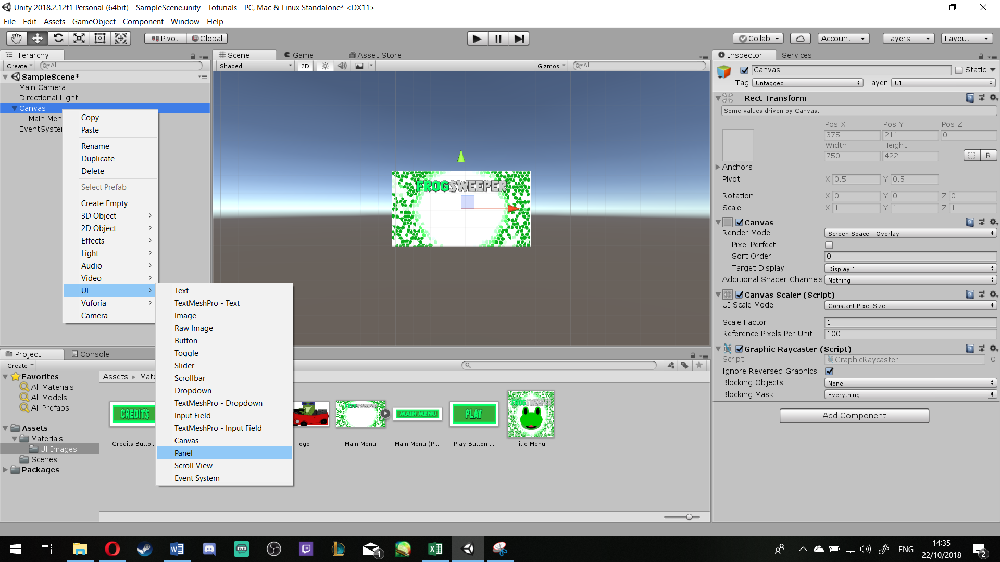 Unity 2018.2.12f1 Personal (64bit) - SampleScene.unity - Toturials - PC, Mac & Linux Standalone* <DX11>
File Edit Assets GameObject Component Window Help
Pivot Global Collab Account Layers Layout
Hierarchy
Create All
SampleScene*
Main Camera
Directional Light
Canvas
Main Men
EventSyster
Copy
Paste
Rename
Duplicate
Delete
Select Prefab
Create Empty
3D Object
2D Object
Effects
Light
Audio
Video
UI
Vuforia
Camera
Text
TextMeshPro - Text
Image
Raw Image
Button
Toggle
Slider
Scrollbar
Dropdown
TextMeshPro - Dropdown
Input Field
TextMeshPro - Input Field
Canvas
Panel
Scroll View
Event System
Scene Game Asset Store
Shaded 2D Gizmos All
FROGSWEEPER
Inspector Services
Canvas Static
Tag Untagged Layer UI
Rect Transform
Some values driven by Canvas.
Pos X Pos Y Pos Z
375 211 0
Width Height
750 422
R
Anchors
Pivot X 0.5 Y 0.5
Rotation X 0 Y 0 Z 0
Scale X 1 Y 1 Z 1
Canvas
Render Mode Screen Space - Overlay
Pixel Perfect
Sort Order 0
Target Display Display 1
Additional Shader Channels Nothing
Canvas Scaler (Script)
UI Scale Mode Constant Pixel Size
Scale Factor 1
Reference Pixels Per Unit 100
Graphic Raycaster (Script)
Script GraphicRaycaster
Ignore Reversed Graphics
Blocking Objects None
Blocking Mask Everything
Add Component
Project Console
Create
Favorites
All Materials
All Models
All Prefabs
Assets
Materials
UI Images
Scenes
Packages
Assets Mate
CREDITS FROGSWEEPER MAIN MENU PLAY FROGSWEEPER
Credits Butto... logo Main Menu Main Menu (P... Play Button ... Title Menu
1 ENG 14:35 2
22/10/2018